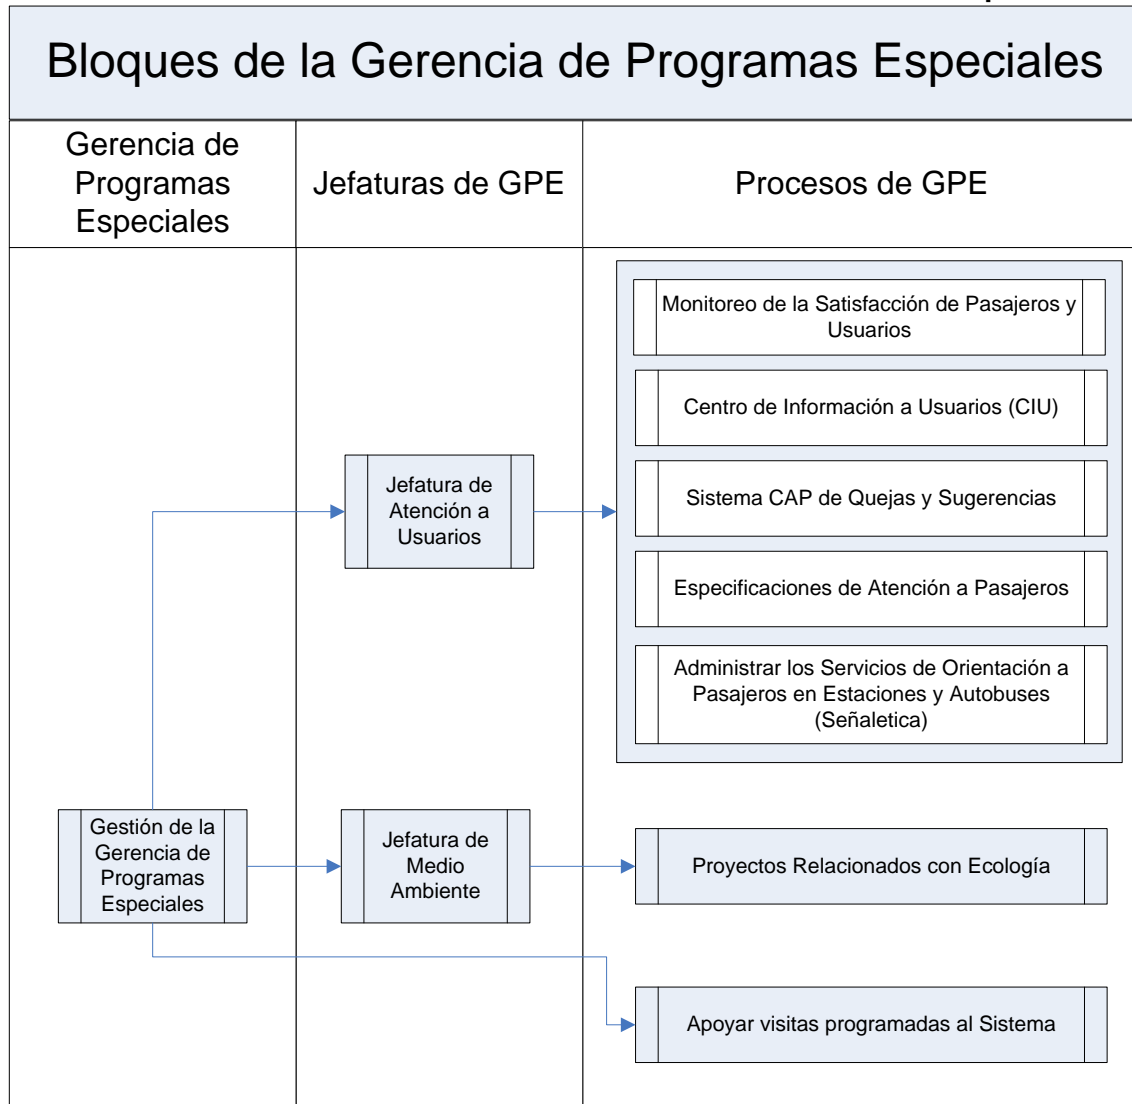 Bloques de la Gerencia de Programas Especiales
Gerencia de
Programas
Especiales
Jefaturas de GPE
Procesos de GPE
Monitoreo de la Satisfacción de Pasajeros y
Usuarios
Centro de Información a Usuarios (CIU)
Jefatura de
Atención a
Usuarios
Sistema CAP de Quejas y Sugerencias
Especificaciones de Atención a Pasajeros
Administrar los Servicios de Orientación a
Pasajeros en Estaciones y Autobuses
(Señaletica)
Gestión de la
Gerencia de
Programas
Especiales
Jefatura de
Medio
Ambiente
Proyectos Relacionados con Ecología
Apoyar visitas programadas al Sistema